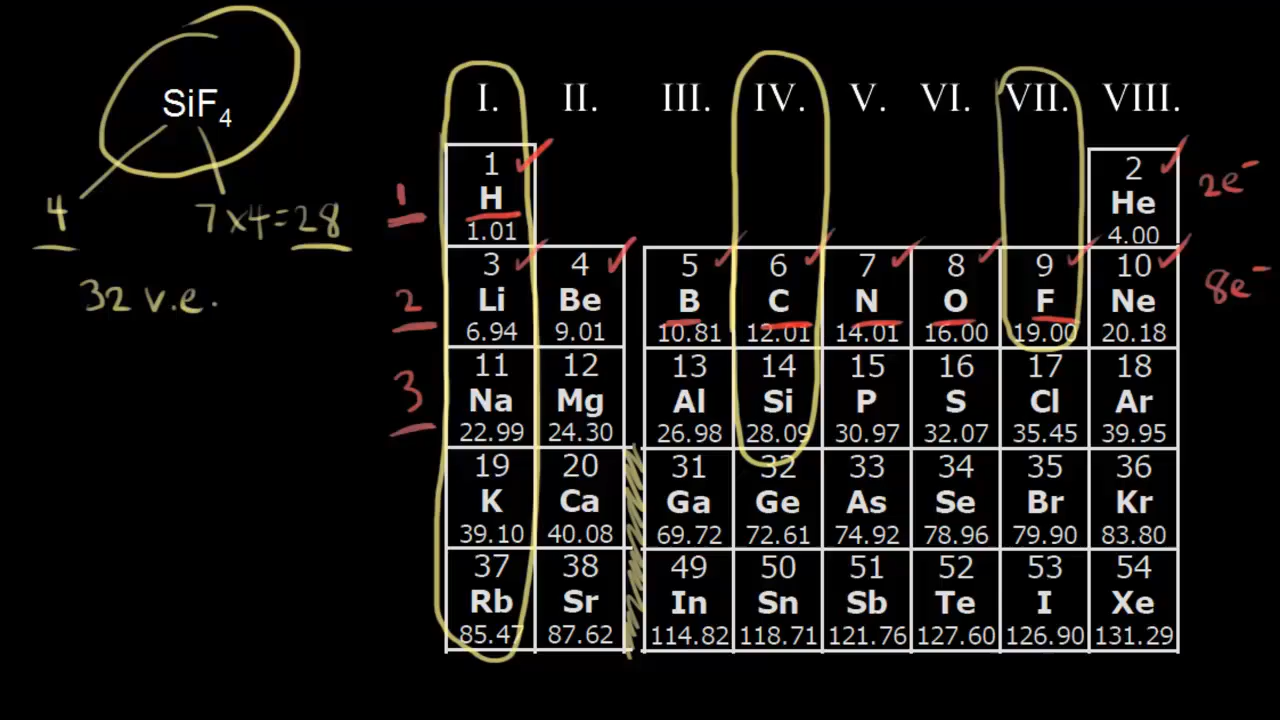 SiF₄
4
7 x 4 = 28
32 v.e.
I. II. III. IV. V. VI. VII. VIII.
1 2
1 H He 2e⁻
1.01 4.00
3 4 5 6 7 8 9 10
2 Li Be B C N O F Ne 8e⁻
6.94 9.01 10.81 12.01 14.01 16.00 19.00 20.18
11 12 13 14 15 16 17 18
3 Na Mg Al Si P S Cl Ar
22.99 24.30 26.98 28.09 30.97 32.07 35.45 39.95
19 20 31 32 33 34 35 36
K Ca Ga Ge As Se Br Kr
39.10 40.08 69.72 72.61 74.92 78.96 79.90 83.80
37 38 49 50 51 52 53 54
Rb Sr In Sn Sb Te I Xe
85.47 87.62 114.82 118.71 121.76 127.60 126.90 131.29